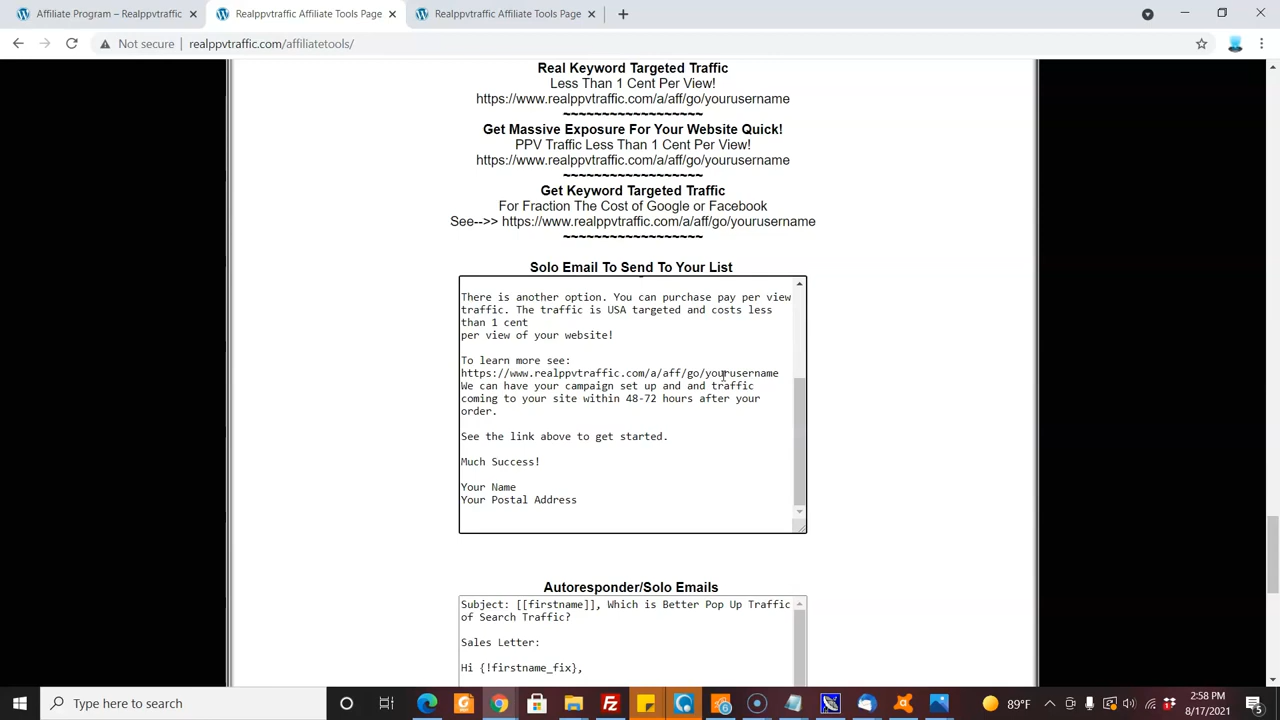 Affiliate Program – Realppvtraffic
Realppvtraffic Affiliate Tools Page
Realppvtraffic Affiliate Tools Page
Not secure
realppvtraffic.com/affiliatetools/
Real Keyword Targeted Traffic
Less Than 1 Cent Per View!
https://www.realppvtraffic.com/a/aff/go/yourusername
~~~~~~~~~~~~~~~~~~
Get Massive Exposure For Your Website Quick!
PPV Traffic Less Than 1 Cent Per View!
https://www.realppvtraffic.com/a/aff/go/yourusername
~~~~~~~~~~~~~~~~~~
Get Keyword Targeted Traffic
For Fraction The Cost of Google or Facebook
See-->> https://www.realppvtraffic.com/a/aff/go/yourusername
~~~~~~~~~~~~~~~~~~
Solo Email To Send To Your List
There is another option. You can purchase pay per view
traffic. The traffic is USA targeted and costs less
than 1 cent
per view of your website!
To learn more see:
https://www.realppvtraffic.com/a/aff/go/yourusername
We can have your campaign set up and and traffic
coming to your site within 48-72 hours after your
order.
See the link above to get started.
Much Success!
Your Name
Your Postal Address
Autoresponder/Solo Emails
Subject: [[firstname]], Which is Better Pop Up Traffic
of Search Traffic?
Sales Letter:
Hi {!firstname_fix},
Type here to search
89°F
2:58 PM
8/17/2021
5